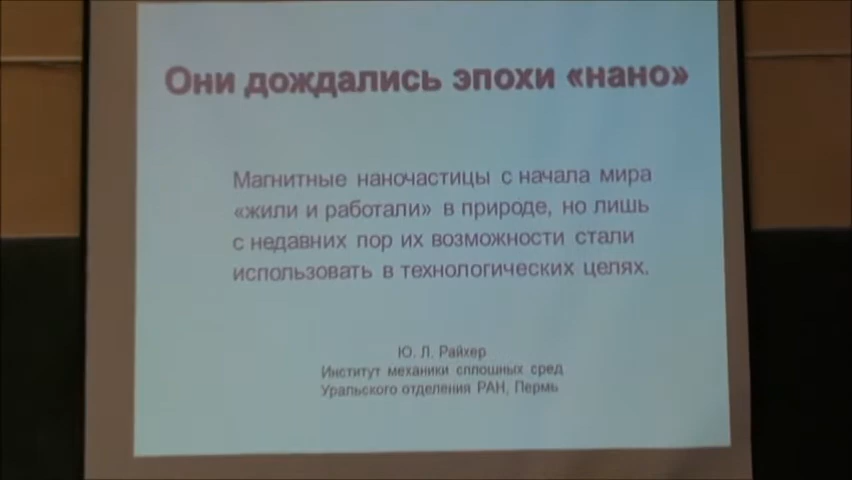 Они дождались эпохи «нано»
Магнитные наночастицы с начала мира
«жили и работали» в природе, но лишь
с недавних пор их возможности стали
использовать в технологических целях.
Ю. Л. Райхер
Институт механики сплошных сред
Уральского отделения РАН, Пермь